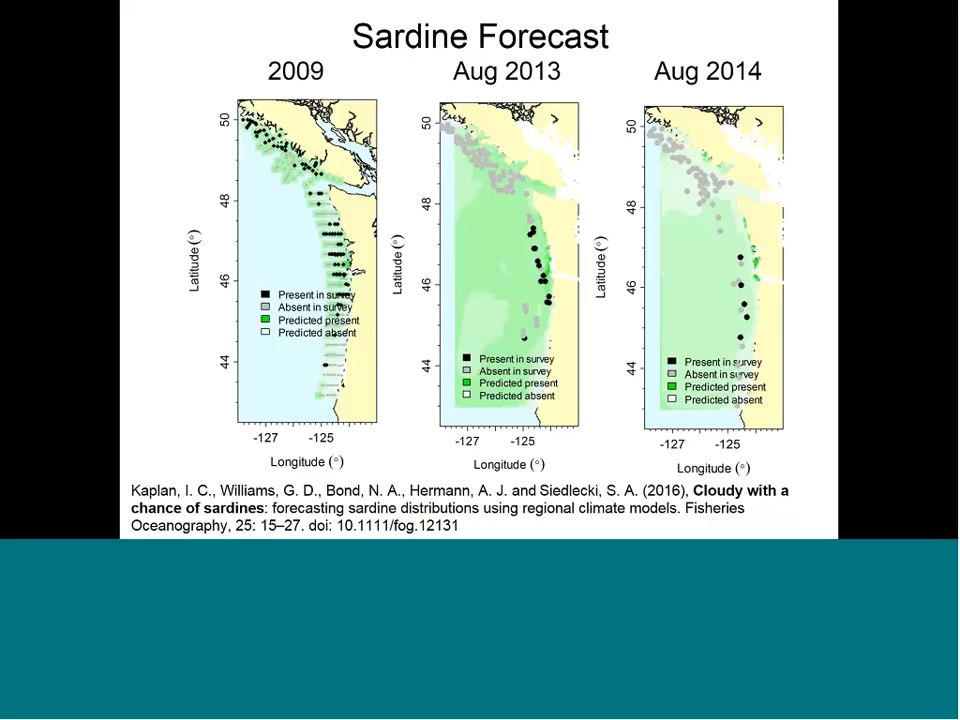 Sardine Forecast
2009
Aug 2013
Aug 2014
50
48
46
44
Latitude (°)
Present in survey
Absent in survey
Predicted present
Predicted absent
-127
-125
Longitude (°)
50
48
46
44
Latitude (°)
Present in survey
Absent in survey
Predicted present
Predicted absent
-127
-125
Longitude (°)
50
48
46
44
Latitude (°)
Present in survey
Absent in survey
Predicted present
Predicted absent
-127
-125
Longitude (°)
Kaplan, I. C., Williams, G. D., Bond, N. A., Hermann, A. J. and Siedlecki, S. A. (2016), Cloudy with a
chance of sardines: forecasting sardine distributions using regional climate models. Fisheries
Oceanography, 25: 15–27. doi: 10.1111/fog.12131